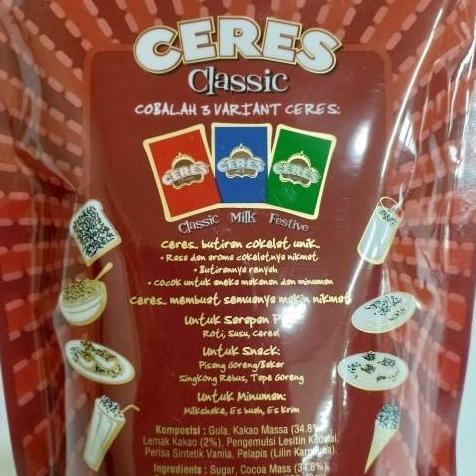 CERES
Classic
COBALAH 3 VARIANT CERES:
CERES CERES CERES
Classic Milk Festive
Ceres.. butiran cokelat unik..
• Rasa dan aroma cokelatnya nikmat
• Butirannya renyah
• Cocok untuk aneka makanan dan minuman
Ceres.. membuat semuanya makin nikmat
Untuk Sarapan
Roti, Susu, Cereal
Untuk Snack:
Pisang Goreng/Bakar
Singkong Rebus, Tape Goreng
Untuk Minuman:
Milkshake, Es buah, Es krim
Komposisi : Gula, Kakao Massa (34.8%
Lemak Kakao (2%), Pengemulsi Lesitin Kedelai,
Perisa Sintetik Vanila, Pelapis (Lilin Karnauba)
Ingredients : Sugar, Cocoa Mass (34.8%),